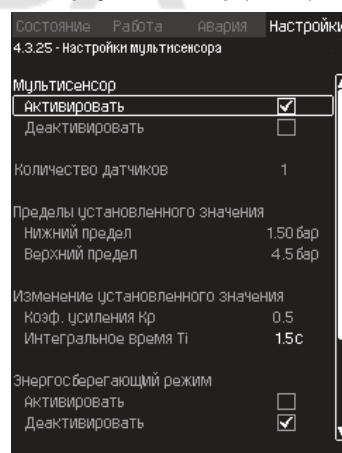 Состояние Работа Авария Настройки
4.3.25 - Настройки мультисенсора
Мультисенсор
Активировать
Деактивировать
Количество датчиков 1
Пределы установленного значения
Нижний предел 1.50 бар
Верхний предел 4.5 бар
Изменение установленного значения
Коэф. усиления Kp 0.5
Интегральное время Ti 1.5 с
Энергосберегающий режим
Активировать
Деактивировать